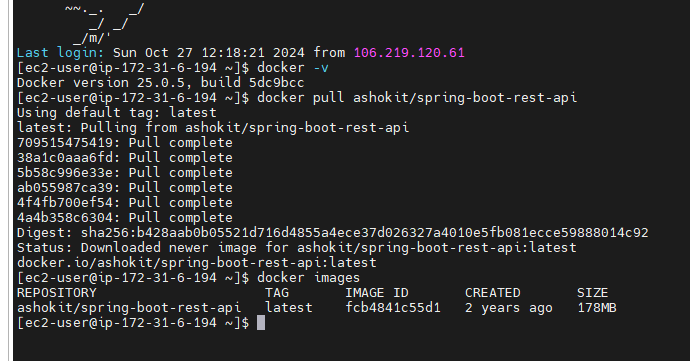 ~~._.   _/
_/ _/
_/m/'
Last login: Sun Oct 27 12:18:21 2024 from 106.219.120.61
[ec2-user@ip-172-31-6-194 ~]$ docker -v
Docker version 25.0.5, build 5dc9bcc
[ec2-user@ip-172-31-6-194 ~]$ docker pull ashokit/spring-boot-rest-api
Using default tag: latest
latest: Pulling from ashokit/spring-boot-rest-api
709515475419: Pull complete
38a1c0aaa6fd: Pull complete
5b58c996e33e: Pull complete
ab055987ca39: Pull complete
4f4fb700ef54: Pull complete
4a4b358c6304: Pull complete
Digest: sha256:b428aab0b05521d716d4855a4ece37d026327a4010e5fb081ecce59888014c92
Status: Downloaded newer image for ashokit/spring-boot-rest-api:latest
docker.io/ashokit/spring-boot-rest-api:latest
[ec2-user@ip-172-31-6-194 ~]$ docker images
REPOSITORY TAG IMAGE ID CREATED SIZE
ashokit/spring-boot-rest-api latest fcb4841c55d1 2 years ago 178MB
[ec2-user@ip-172-31-6-194 ~]$